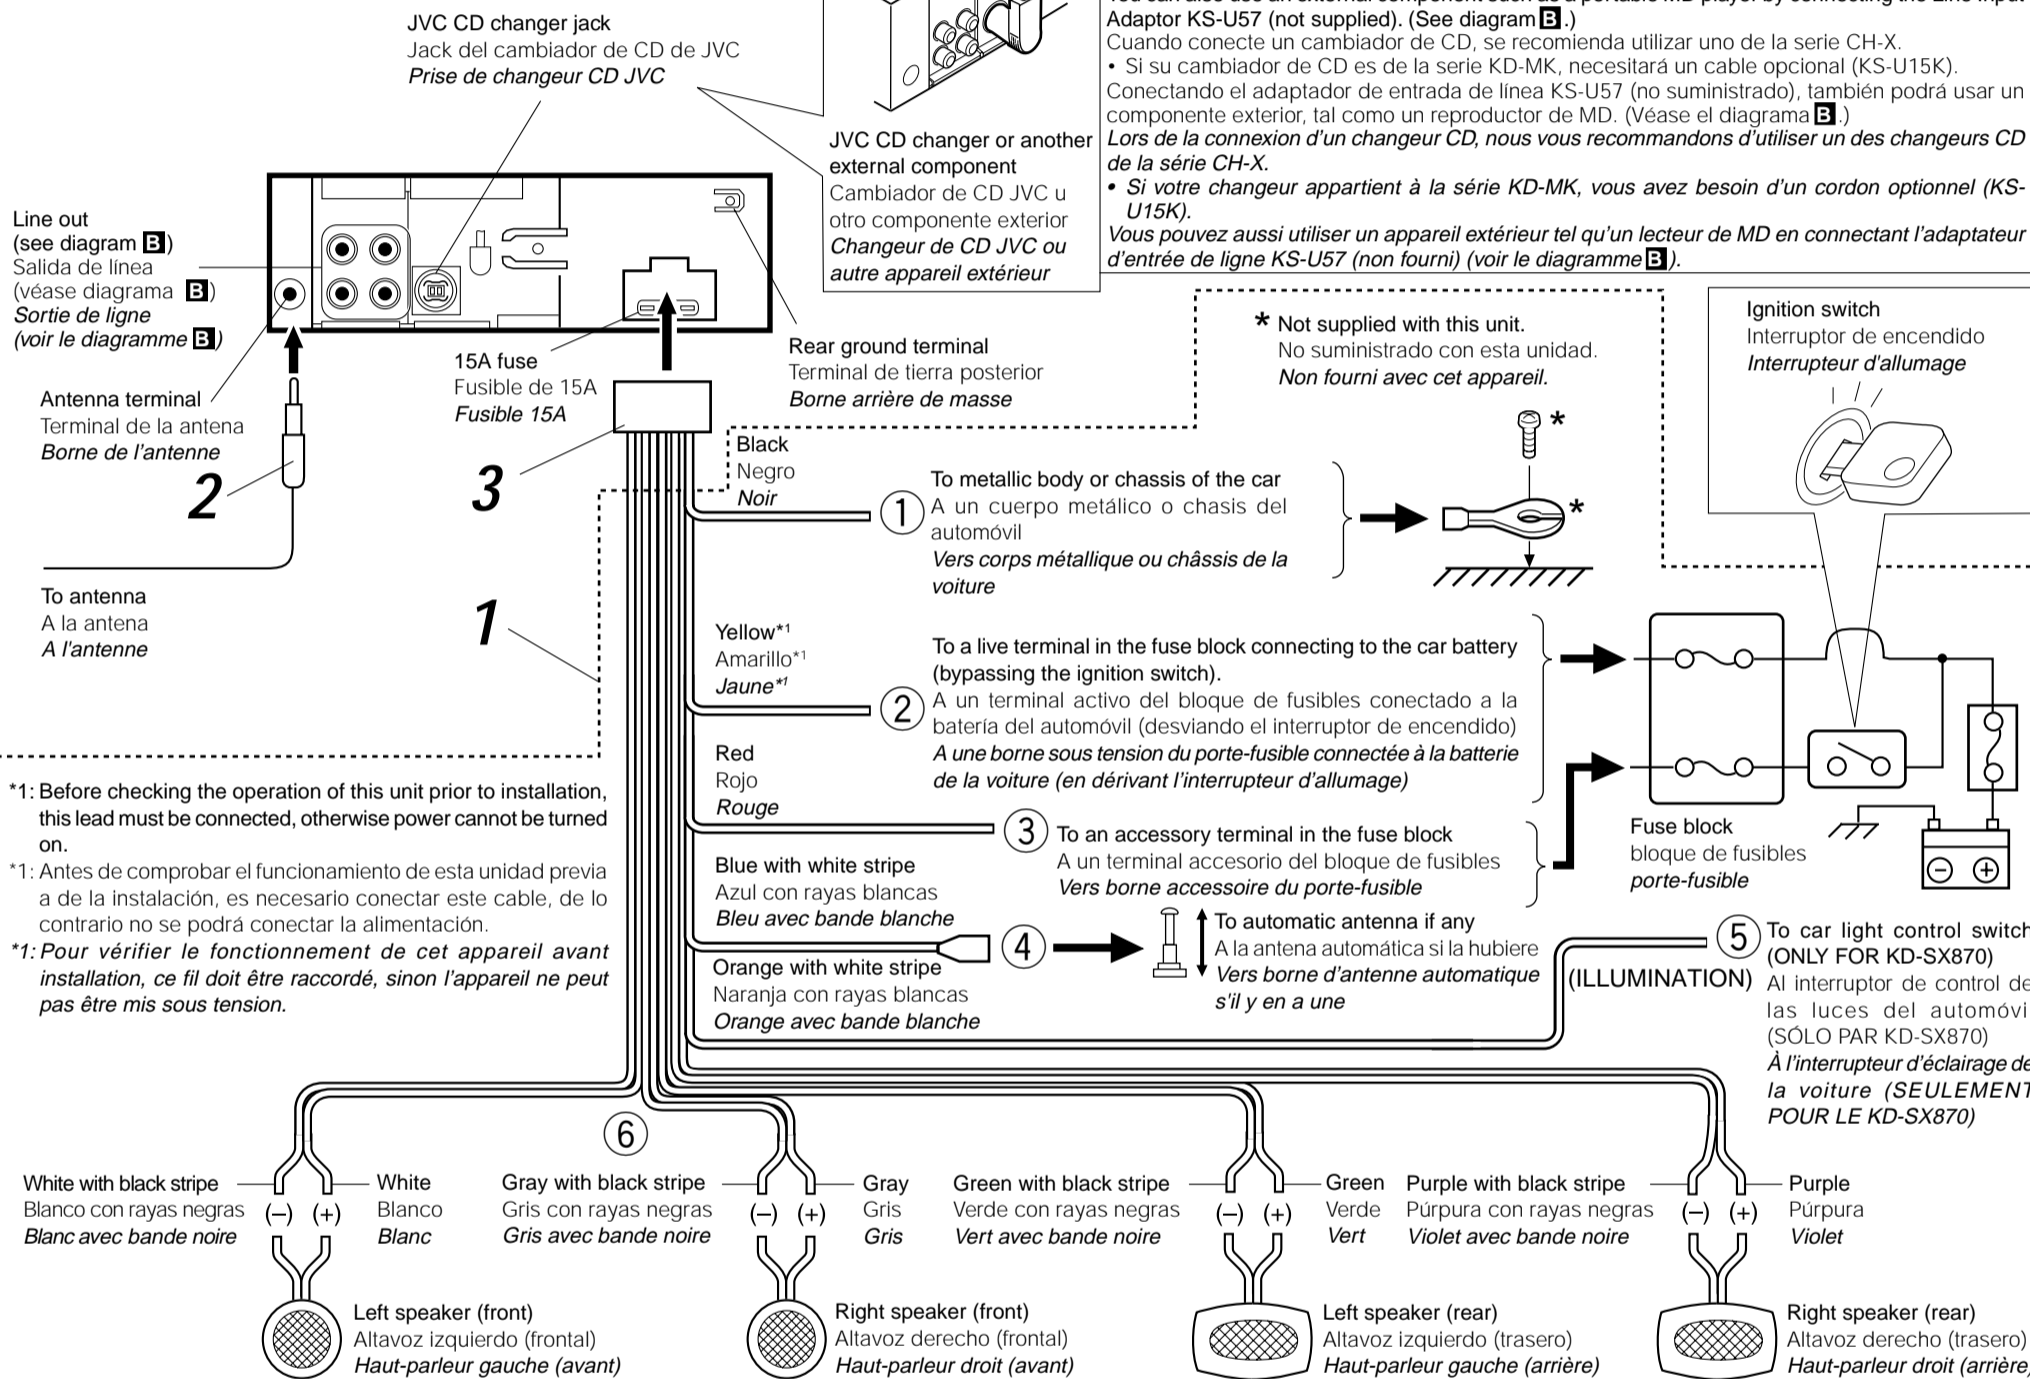 JVC CD changer jack
Jack del cambiador de CD de JVC
Prise de changeur CD JVC
Adaptor KS-U57 (not supplied). (See diagram B .)
Cuando conecte un cambiador de CD, se recomienda utilizar uno de la serie CH-X.
• Si su cambiador de CD es de la serie KD-MK, necesitará un cable opcional (KS-U15K).
Conectando el adaptador de entrada de línea KS-U57 (no suministrado), también podrá usar un
componente exterior, tal como un reproductor de MD. (Véase el diagrama B .)
Lors de la connexion d'un changeur CD, nous vous recommandons d'utiliser un des changeurs CD
de la série CH-X.
• Si votre changeur appartient à la série KD-MK, vous avez besoin d'un cordon optionnel (KS-
U15K).
Vous pouvez aussi utiliser un appareil extérieur tel qu'un lecteur de MD en connectant l'adaptateur
d'entrée de ligne KS-U57 (non fourni) (voir le diagramme B ).
JVC CD changer or another
external component
Cambiador de CD JVC u
otro componente exterior
Changeur de CD JVC ou
autre appareil extérieur
Line out
(see diagram B )
Salida de línea
(véase diagrama B )
Sortie de ligne
(voir le diagramme B )
Antenna terminal
Terminal de la antena
Borne de l'antenne
2
To antenna
A la antena
A l'antenne
15A fuse
Fusible de 15A
Fusible 15A
3
1
Rear ground terminal
Terminal de tierra posterior
Borne arrière de masse
* Not supplied with this unit.
No suministrado con esta unidad.
Non fourni avec cet appareil.
Ignition switch
Interruptor de encendido
Interrupteur d'allumage
Black
Negro
Noir
① To metallic body or chassis of the car
A un cuerpo metálico o chasis del
automóvil
Vers corps métallique ou châssis de la
voiture
*
*
Yellow*1
Amarillo*1
Jaune*1
② To a live terminal in the fuse block connecting to the car battery
(bypassing the ignition switch).
A un terminal activo del bloque de fusibles conectado a la
batería del automóvil (desviando el interruptor de encendido)
A une borne sous tension du porte-fusible connectée à la batterie
de la voiture (en dérivant l'interrupteur d'allumage)
Red
Rojo
Rouge
③ To an accessory terminal in the fuse block
A un terminal accesorio del bloque de fusibles
Vers borne accessoire du porte-fusible
Fuse block
bloque de fusibles
porte-fusible
− +
*1: Before checking the operation of this unit prior to installation,
this lead must be connected, otherwise power cannot be turned
on.
*1: Antes de comprobar el funcionamiento de esta unidad previa
a de la instalación, es necesario conectar este cable, de lo
contrario no se podrá conectar la alimentación.
*1: Pour vérifier le fonctionnement de cet appareil avant
installation, ce fil doit être raccordé, sinon l'appareil ne peut
pas être mis sous tension.
Blue with white stripe
Azul con rayas blancas
Bleu avec bande blanche
④ To automatic antenna if any
A la antena automática si la hubiere
Vers borne d'antenne automatique
s'il y en a une
Orange with white stripe
Naranja con rayas blancas
Orange avec bande blanche
(ILLUMINATION)
⑤ To car light control switch
(ONLY FOR KD-SX870)
Al interruptor de control de
las luces del
(SÓLO PAR KD-SX870)
À l'interrupteur d'éclairage de
la voiture (SEULEMENT
POUR LE KD-SX870)
⑥
White with black stripe
Blanco con rayas negras
Blanc avec bande noire
(−) (+)
White
Blanco
Blanc
Gray with black stripe
Gris con rayas negras
Gris avec bande noire
(−) (+)
Gray
Gris
Gris
Green with black stripe
Verde con rayas negras
Vert avec bande noire
(−) (+)
Green
Verde
Vert
Purple with black stripe
Púrpura con rayas negras
Violet avec bande noire
(−) (+)
Purple
Púrpura
Violet
Left speaker (front)
Altavoz izquierdo (frontal)
Haut-parleur gauche (avant)
Right speaker (front)
Altavoz derecho (frontal)
Haut-parleur droit (avant)
Left speaker (rear)
Altavoz izquierdo (trasero)
Haut-parleur gauche (arrière)
Right speaker (rear)
Altavoz derecho (trasero)
Haut-parleur droit (arrière)